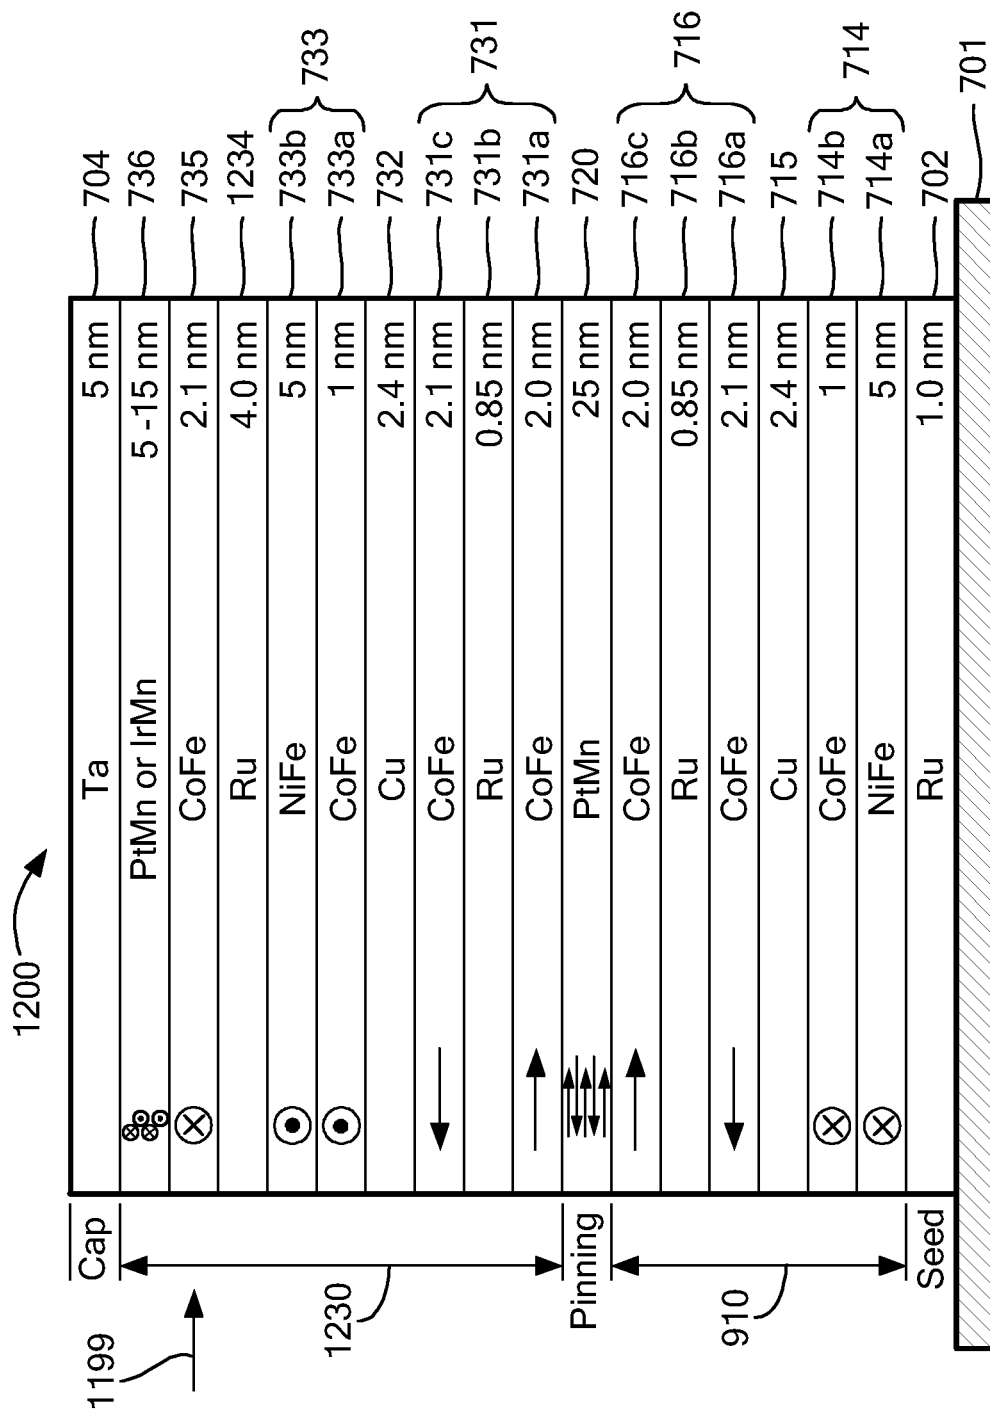 1200
1199
Cap Ta 5 nm 704
PtMn or IrMn 5 -15 nm 736
CoFe 2.1 nm 735
Ru 4.0 nm 1234
NiFe 5 nm 733b
733
CoFe 1 nm 733a
Cu 2.4 nm 732
CoFe 2.1 nm 731c
1230 Ru 0.85 nm 731b 731
CoFe 2.0 nm 731a
Pinning PtMn 25 nm 720
CoFe 2.0 nm 716c
Ru 0.85 nm 716b 716
CoFe 2.1 nm 716a
910 Cu 2.4 nm 715
CoFe 1 nm 714b
714
NiFe 5 nm 714a
Seed Ru 1.0 nm 702
701